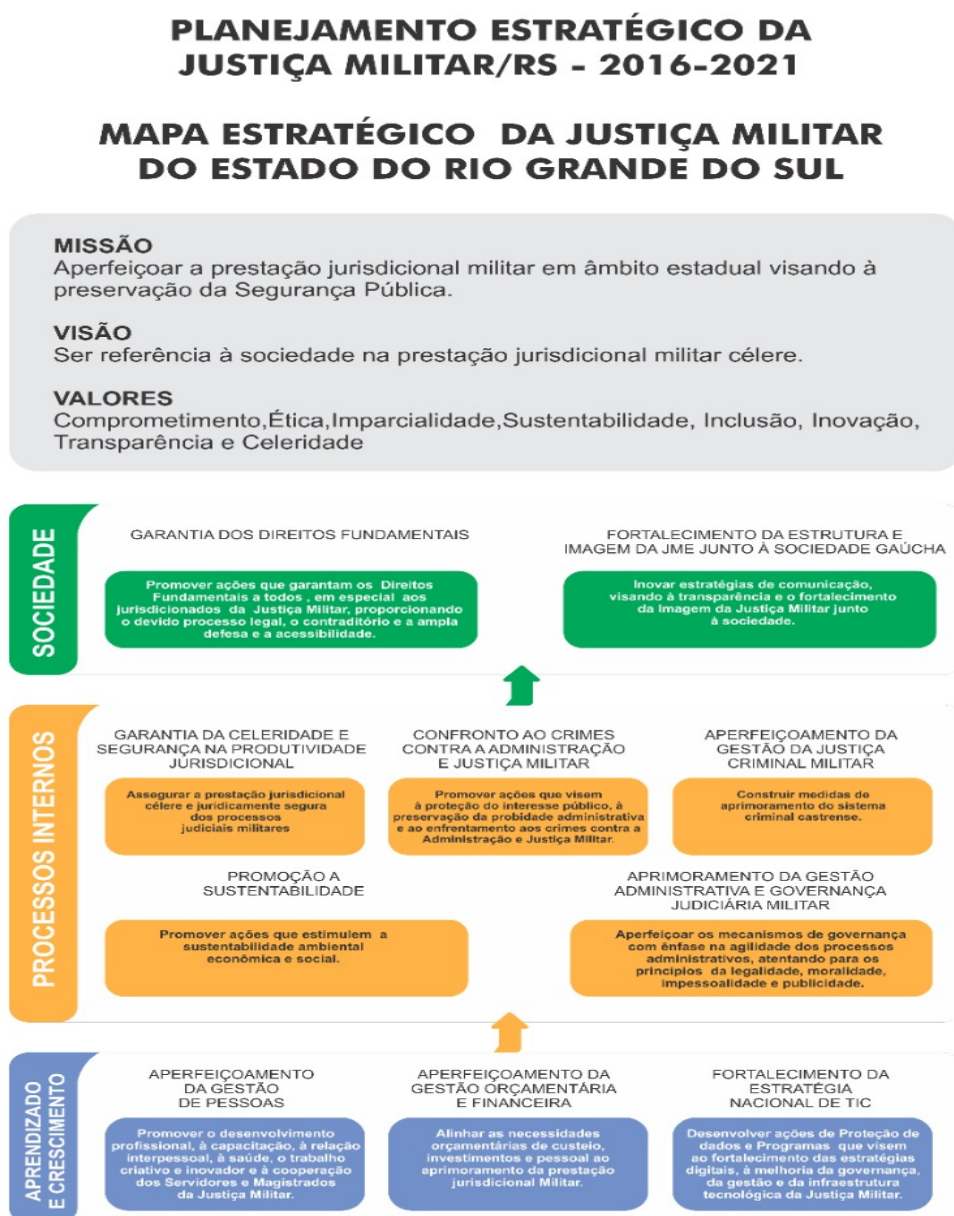 PLANEJAMENTO ESTRATÉGICO DA
JUSTIÇA MILITAR/RS - 2016-2021
MAPA ESTRATÉGICO DA JUSTIÇA MILITAR
DO ESTADO DO RIO GRANDE DO SUL
MISSÃO
Aperfeiçoar a prestação jurisdicional militar em âmbito estadual visando à
preservação da Segurança Pública.
VISÃO
Ser referência à sociedade na prestação jurisdicional militar célere.
VALORES
Comprometimento,Ética,Imparcialidade,Sustentabilidade, Inclusão, Inovação,
Transparência e Celeridade
SOCIEDADE
GARANTIA DOS DIREITOS FUNDAMENTAIS
Promover ações que garantam os Direitos
Fundamentais a todos , em especial aos
jurisdicionados da Justiça Militar, proporcionando
o devido processo legal, o contraditório e a ampla
defesa e a acessibilidade.
FORTALECIMENTO DA ESTRUTURA E
IMAGEM DA JME JUNTO À SOCIEDADE GAÚCHA
Inovar estratégias de comunicação,
visando à transparência e o fortalecimento
da Imagem da Justiça Militar junto
à sociedade.
PROCESSOS INTERNOS
GARANTIA DA CELERIDADE E
SEGURANÇA NA PRODUTIVIDADE
JURISDICIONAL
Assegurar a prestação jurisdicional
célere e juridicamente segura
dos processos
judiciais militares
CONFRONTO AO CRIMES
CONTRA A ADMINISTRAÇÃO
E JUSTIÇA MILITAR
Promover ações que visem
à proteção do interesse público, à
preservação da probidade administrativa
e ao enfrentamento aos crimes contra a
Administração e Justiça Militar.
APERFEIÇOAMENTO DA
GESTÃO DA JUSTIÇA
CRIMINAL MILITAR
Construir medidas de
aprimoramento do sistema
criminal castrense.
PROMOÇÃO A
SUSTENTABILIDADE
Promover ações que estimulem a
sustentabilidade ambiental
econômica e social.
APRIMORAMENTO DA GESTÃO
ADMINISTRATIVA E GOVERNANÇA
JUDICIÁRIA MILITAR
Aperfeiçoar os mecanismos de governança
com ênfase na agilidade dos processos
administrativos, atentando para os
princípios da legalidade, moralidade,
impessoalidade e publicidade.
APRENDIZADO
E CRESCIMENTO
APERFEIÇOAMENTO
DA GESTÃO
DE PESSOAS
Promover o desenvolvimento
profissional, à capacitação, à relação
interpessoal, à saúde, o trabalho
criativo e inovador e à cooperação
dos Servidores e Magistrados
da Justiça Militar.
APERFEIÇOAMENTO DA
GESTÃO ORÇAMENTÁRIA
E FINANCEIRA
Alinhar as necessidades
orçamentárias de custeio,
investimentos e pessoal ao
aprimoramento da prestação
jurisdicional Militar.
FORTALECIMENTO DA
ESTRATÉGIA
NACIONAL DE TIC
Desenvolver ações de Proteção de
dados e Programas que visem
ao fortalecimento das estratégias
digitais, à melhoria da governança,
da gestão e da infraestrutura
tecnológica da Justiça Militar.